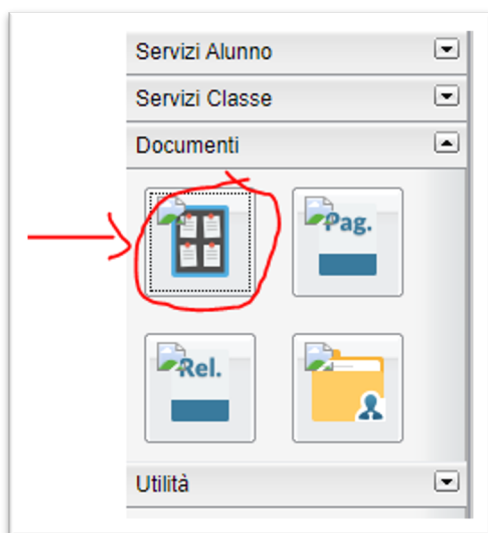 Servizi Alunno
Servizi Classe
Documenti
Pag.
Rel.
Utilità